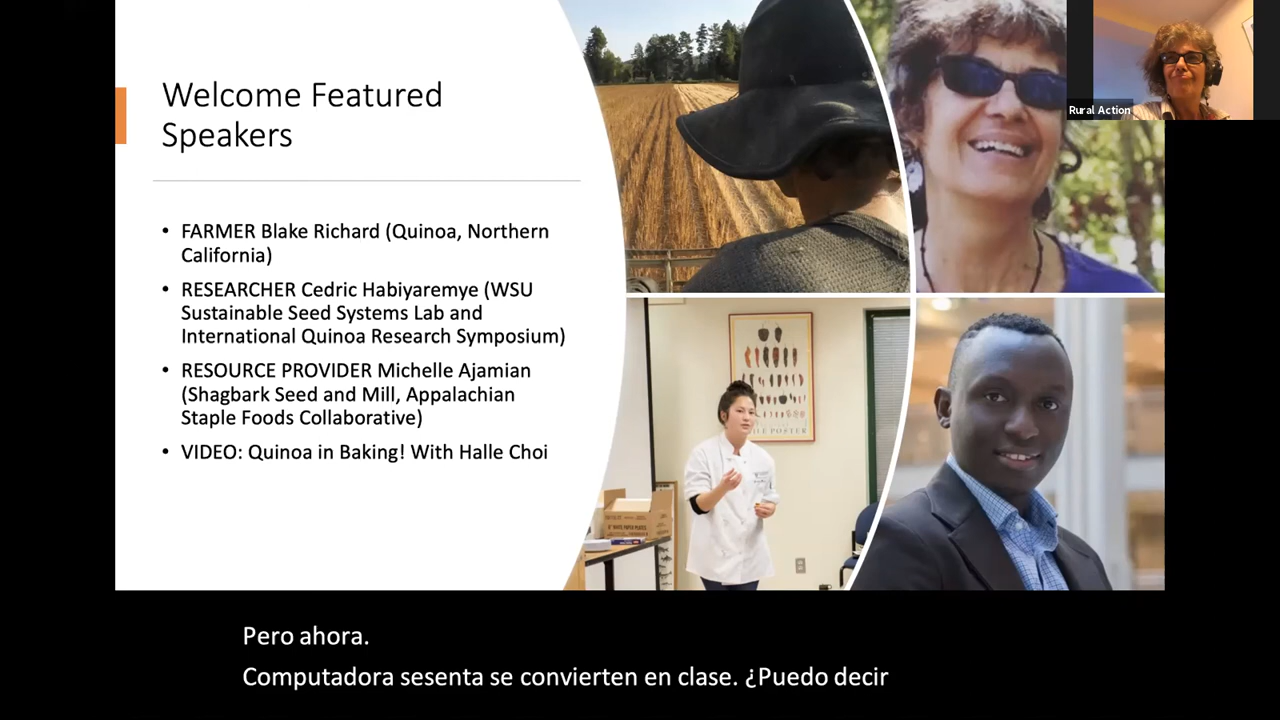 Welcome Featured
Speakers
• FARMER Blake Richard (Quinoa, Northern
California)
• RESEARCHER Cedric Habiyaremye (WSU
Sustainable Seed Systems Lab and
International Quinoa Research Symposium)
• RESOURCE PROVIDER Michelle Ajamian
(Shagbark Seed and Mill, Appalachian
Staple Foods Collaborative)
• VIDEO: Quinoa in Baking! With Halle Choi
Rural Action
Pero ahora.
Computadora sesenta se convierten en clase. ¿Puedo decir